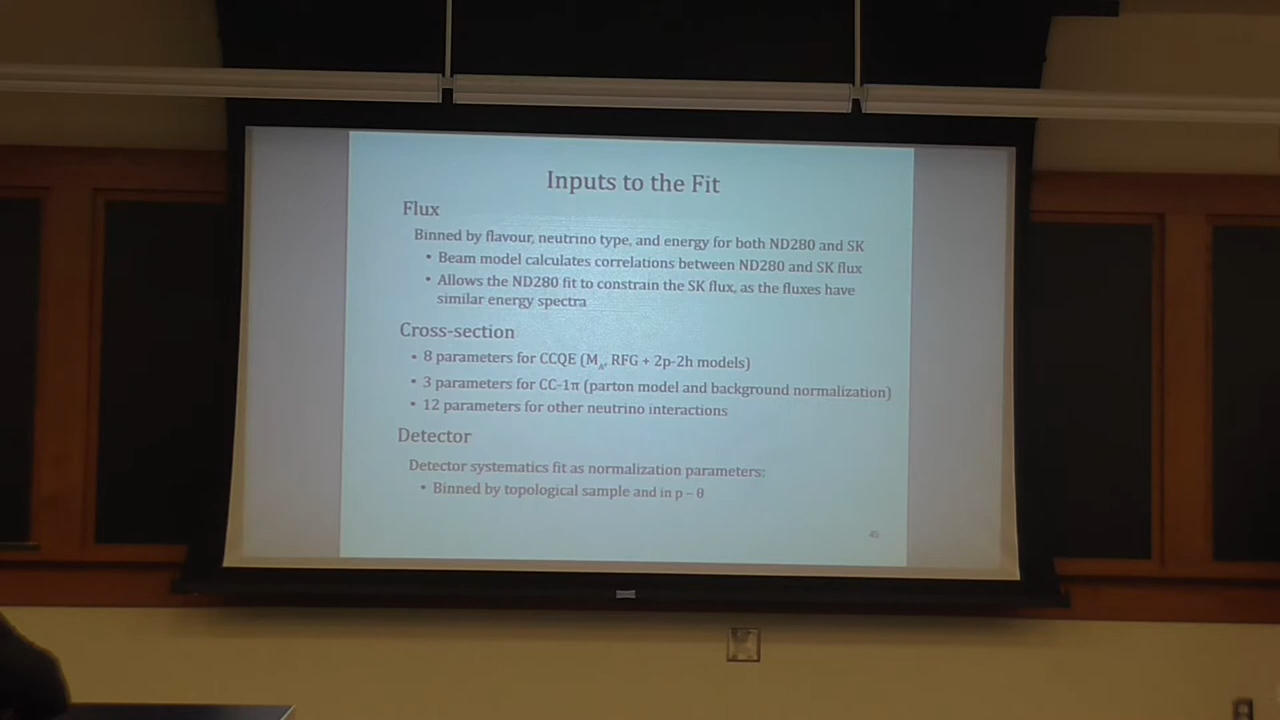 Inputs to the Fit
Flux
Binned by flavour, neutrino type, and energy for both ND280 and SK
• Beam model calculates correlations between ND280 and SK flux
• Allows the ND280 fit to constrain the SK flux, as the fluxes have
similar energy spectra
Cross-section
• 8 parameters for CCQE (M_A, RFG + 2p-2h models)
• 3 parameters for CC-1π (parton model and background normalization)
• 12 parameters for other neutrino interactions
Detector
Detector systematics fit as normalization parameters:
• Binned by topological sample and in p – θ